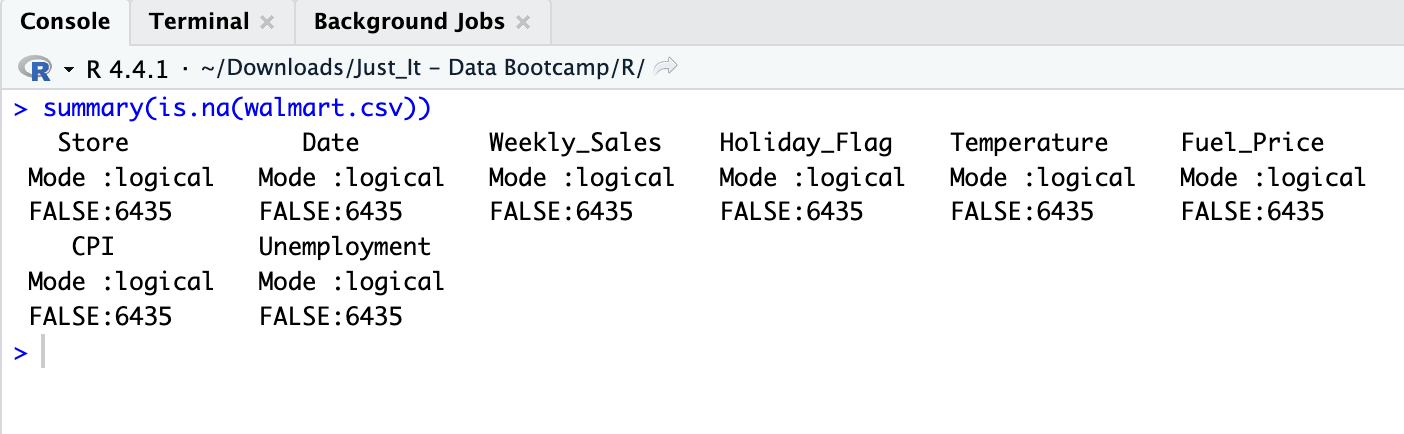 Console Terminal × Background Jobs ×
R R 4.4.1 · ~/Downloads/Just_It – Data Bootcamp/R/
> summary(is.na(walmart.csv))
Store Date Weekly_Sales Holiday_Flag Temperature Fuel_Price
Mode :logical Mode :logical Mode :logical Mode :logical Mode :logical Mode :logical
FALSE:6435 FALSE:6435 FALSE:6435 FALSE:6435 FALSE:6435 FALSE:6435
CPI Unemployment
Mode :logical Mode :logical
FALSE:6435 FALSE:6435
>